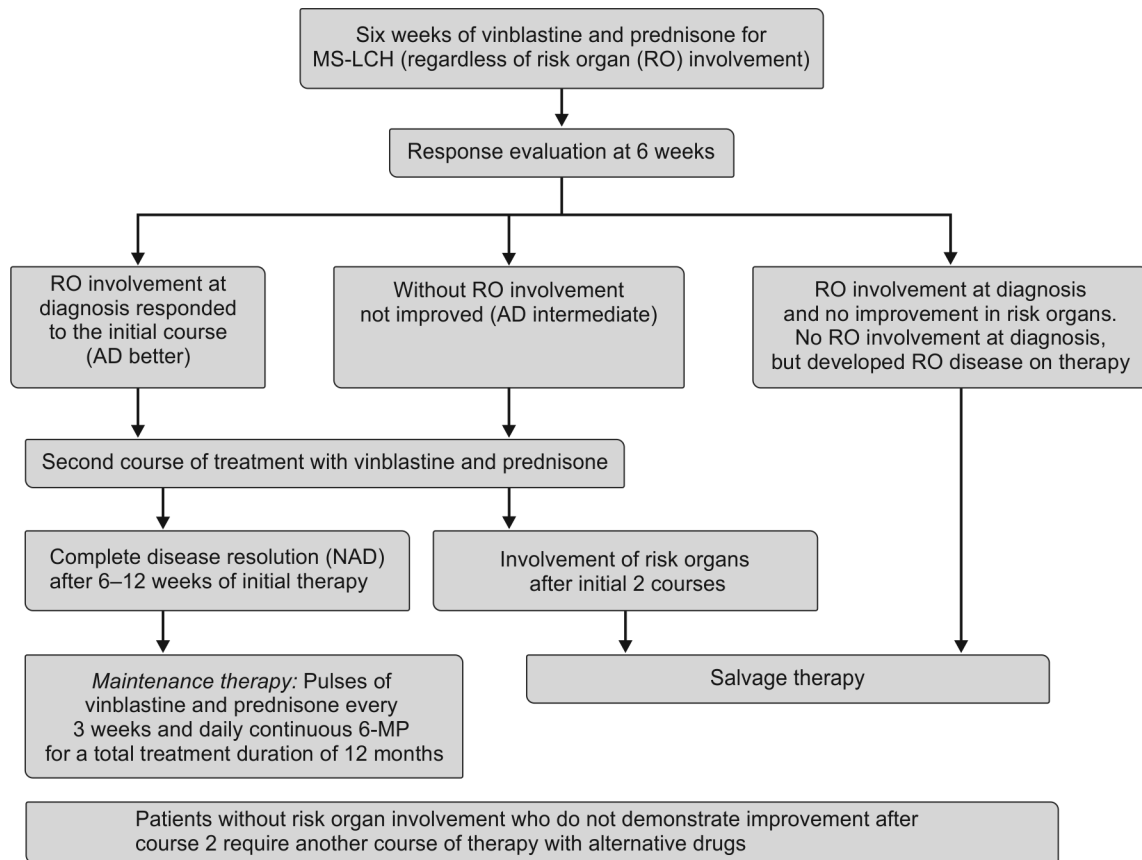 Six weeks of vinblastine and prednisone for
MS-LCH (regardless of risk organ (RO) involvement)
Response evaluation at 6 weeks
RO involvement at
diagnosis responded
to the initial course
(AD better)
Without RO involvement
not improved (AD intermediate)
RO involvement at diagnosis
and no improvement in risk organs.
No RO involvement at diagnosis,
but developed RO disease on therapy
Second course of treatment with vinblastine and prednisone
Complete disease resolution (NAD)
after 6–12 weeks of initial therapy
Involvement of risk organs
after initial 2 courses
Maintenance therapy: Pulses of
vinblastine and prednisone every
3 weeks and daily continuous 6-MP
for a total treatment duration of 12 months
Salvage therapy
Patients without risk organ involvement who do not demonstrate improvement after
course 2 require another course of therapy with alternative drugs